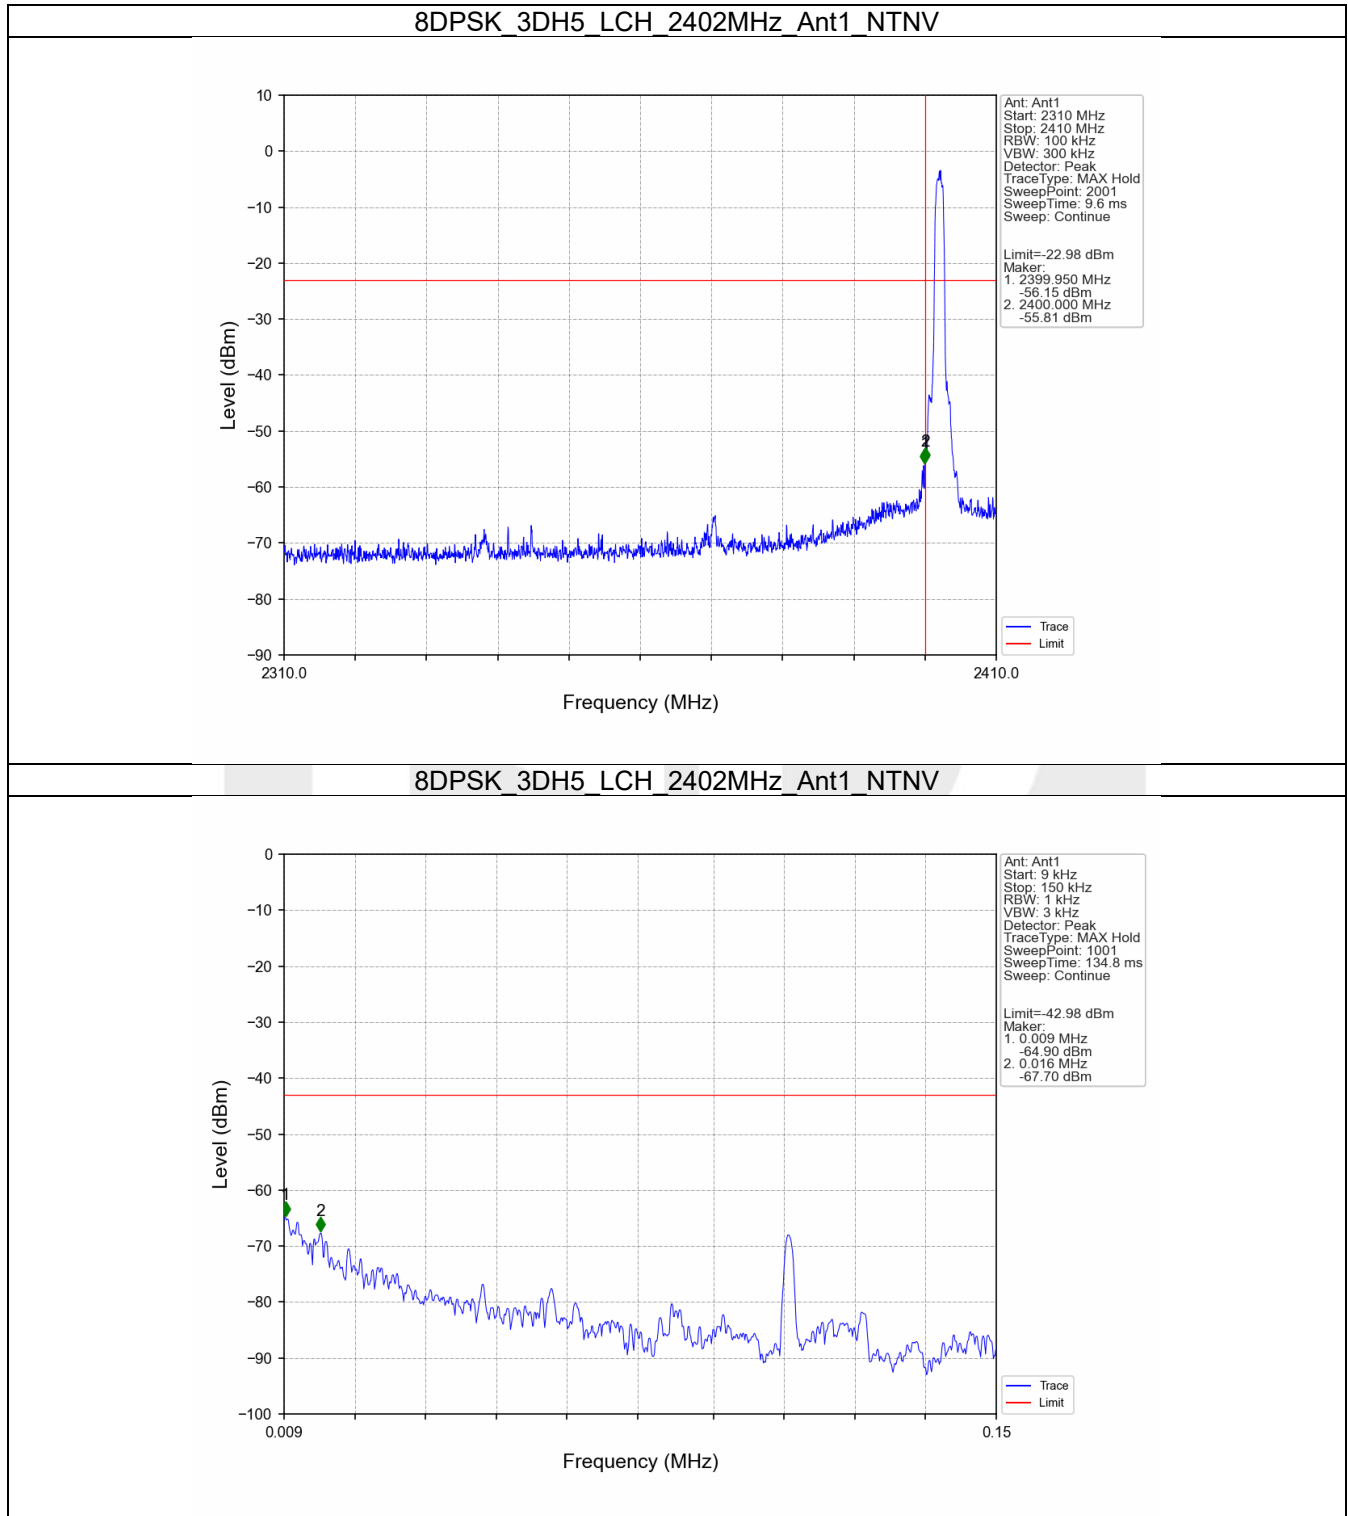 8DPSK_3DH5_LCH_2402MHz_Ant1_NTNV
10
0
−10
−20
−30
−40
−50
−60
−70
−80
−90
Level (dBm)
2
2310.0
2410.0
Frequency (MHz)
Ant: Ant1
Start: 2310 MHz
Stop: 2410 MHz
RBW: 100 kHz
VBW: 300 kHz
Detector: Peak
TraceType: MAX Hold
SweepPoint: 2001
SweepTime: 9.6 ms
Sweep: Continue
Limit=-22.98 dBm
Maker:
1. 2399.950 MHz
-56.15 dBm
2. 2400.000 MHz
-55.81 dBm
Trace
Limit
8DPSK_3DH5_LCH_2402MHz_Ant1_NTNV
0
−10
−20
−30
−40
−50
−60
−70
−80
−90
−100
Level (dBm)
1
2
0.009
0.15
Frequency (MHz)
Ant: Ant1
Start: 9 kHz
Stop: 150 kHz
RBW: 1 kHz
VBW: 3 kHz
Detector: Peak
TraceType: MAX Hold
SweepPoint: 1001
SweepTime: 134.8 ms
Sweep: Continue
Limit=-42.98 dBm
Maker:
1. 0.009 MHz
-64.90 dBm
2. 0.016 MHz
-67.70 dBm
Trace
Limit